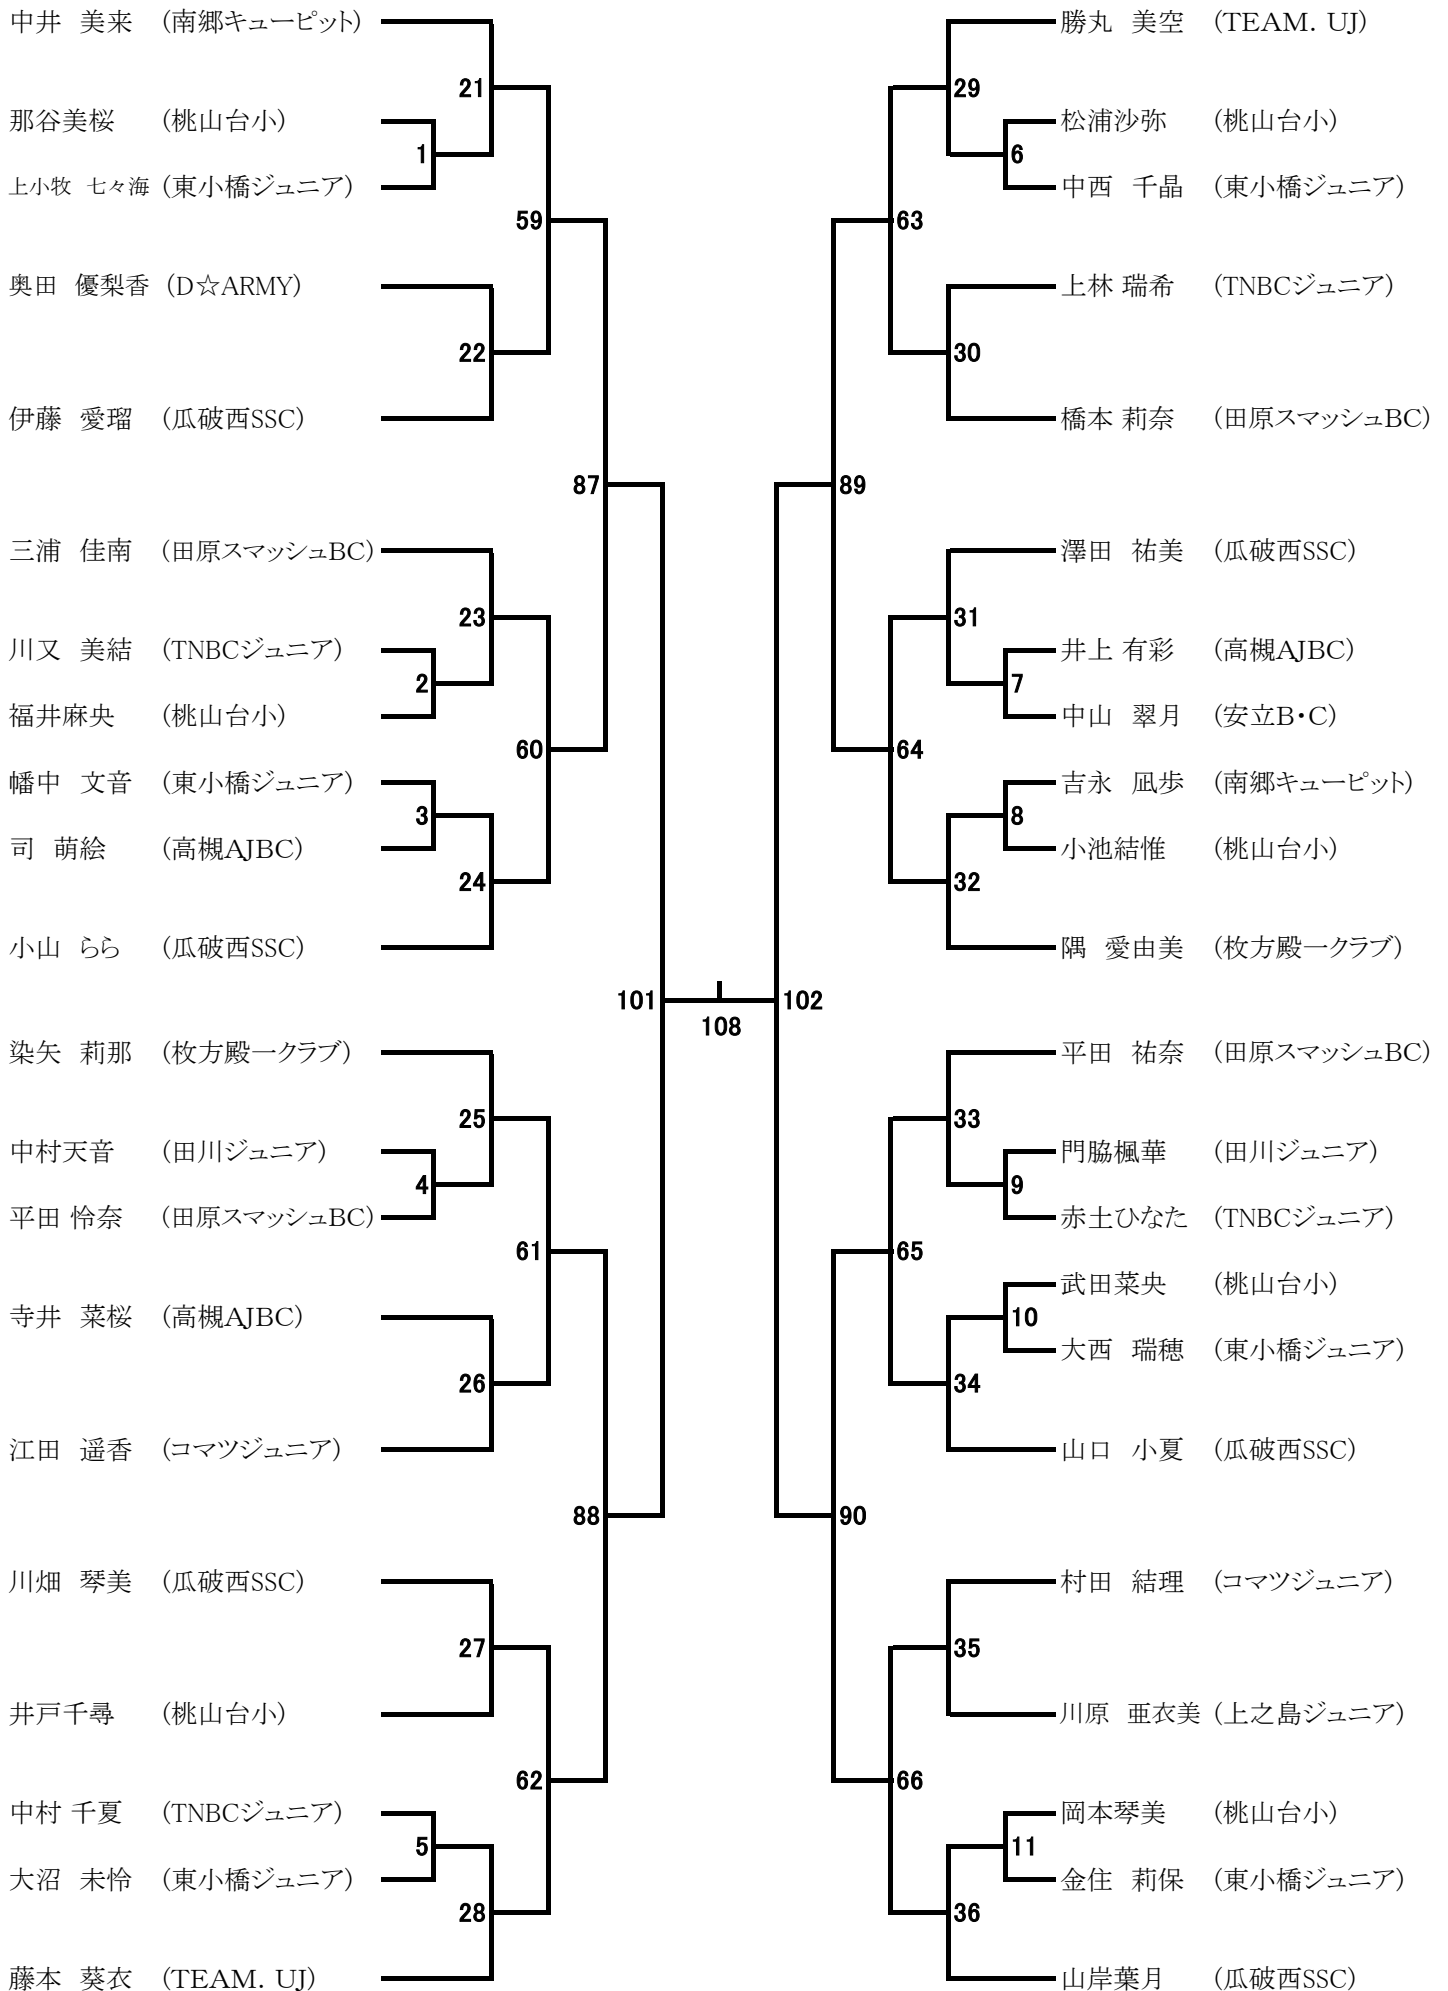 中井 美来 (南郷キューピット)
21
那谷美桜 (桃山台小)
1
上小牧 七々海 (東小橋ジュニア)
59
奥田 優梨香 (D☆ARMY)
22
伊藤 愛瑠 (瓜破西SSC)
87
三浦 佳南 (田原スマッシュBC)
23
川又 美結 (TNBCジュニア)
2
福井麻央 (桃山台小)
60
幡中 文音 (東小橋ジュニア)
3
司 萌絵 (高槻AJBC)
24
小山 らら (瓜破西SSC)
101
染矢 莉那 (枚方殿一クラブ)
25
中村天音 (田川ジュニア)
4
平田 怜奈 (田原スマッシュBC)
61
寺井 菜桜 (高槻AJBC)
26
江田 遥香 (コマツジュニア)
88
川畑 琴美 (瓜破西SSC)
27
井戸千尋 (桃山台小)
62
中村 千夏 (TNBCジュニア)
5
大沼 未怜 (東小橋ジュニア)
28
藤本 葵衣 (TEAM. UJ)
108
勝丸 美空 (TEAM. UJ)
29
松浦沙弥 (桃山台小)
6
中西 千晶 (東小橋ジュニア)
63
上林 瑞希 (TNBCジュニア)
30
橋本 莉奈 (田原スマッシュBC)
89
澤田 祐美 (瓜破西SSC)
31
井上 有彩 (高槻AJBC)
7
中山 翠月 (安立B・C)
64
吉永 凪歩 (南郷キューピット)
8
小池結惟 (桃山台小)
32
隅 愛由美 (枚方殿一クラブ)
102
平田 祐奈 (田原スマッシュBC)
33
門脇楓華 (田川ジュニア)
9
赤土ひなた (TNBCジュニア)
65
武田菜央 (桃山台小)
10
大西 瑞穂 (東小橋ジュニア)
34
山口 小夏 (瓜破西SSC)
90
村田 結理 (コマツジュニア)
35
川原 亜衣美 (上之島ジュニア)
66
岡本琴美 (桃山台小)
11
金住 莉保 (東小橋ジュニア)
36
山岸葉月 (瓜破西SSC)